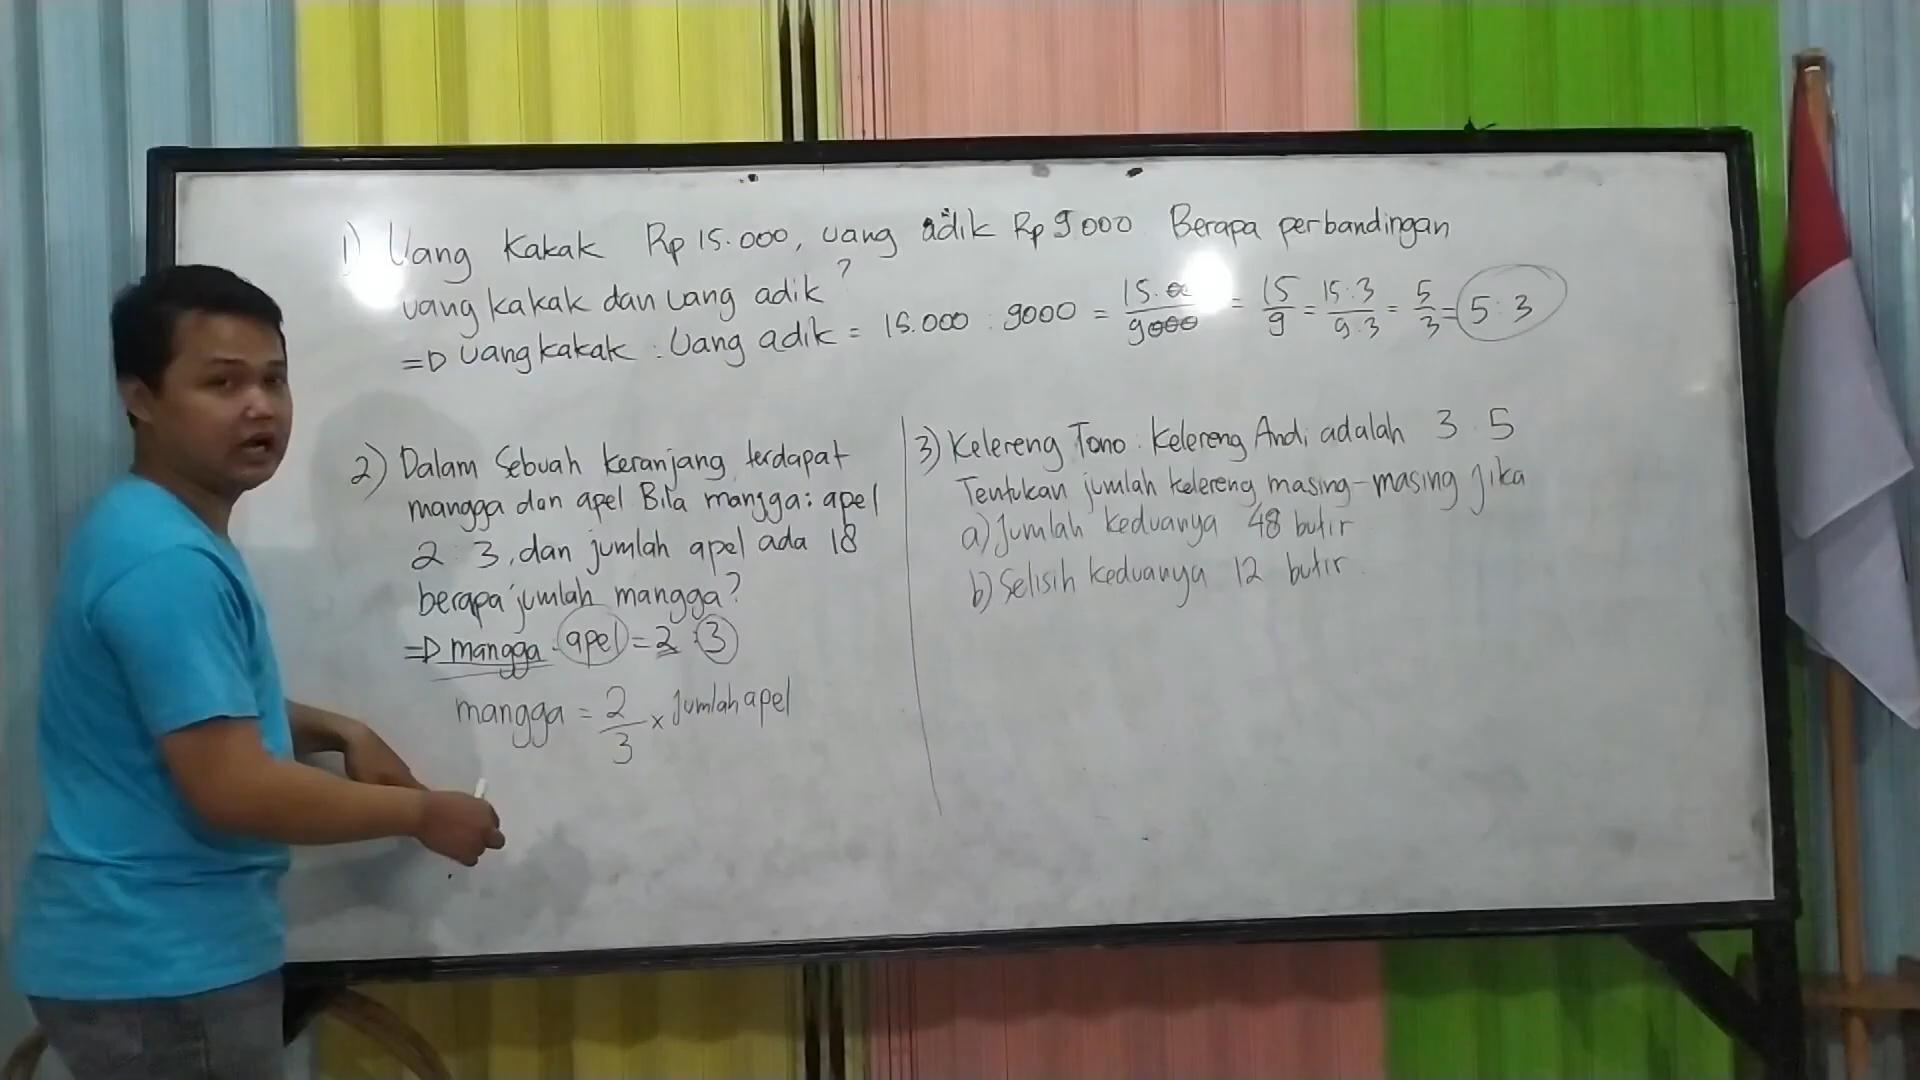 1) Uang Kakak Rp 15.000, uang adik Rp 9000 Berapa perbandingan
uang kakak dan uang adik?
=D Uang kakak : Uang adik = 15.000 : 9000 = 15.000/9000 = 15/9 = 15:3/9:3 = 5/3 = 5:3
2) Dalam Sebuah keranjang terdapat
mangga dan apel Bila mangga : apel
2 : 3, dan jumlah apel ada 18
berapa jumlah mangga?
=D mangga : apel = 2 : 3
mangga = 2/3 x Jumlah apel
3) Kelereng Tono : Kelereng Andi adalah 3 : 5
Tentukan jumlah kelereng masing-masing Jika
a) Jumlah keduanya 48 butir
b) Selisih keduanya 12 butir